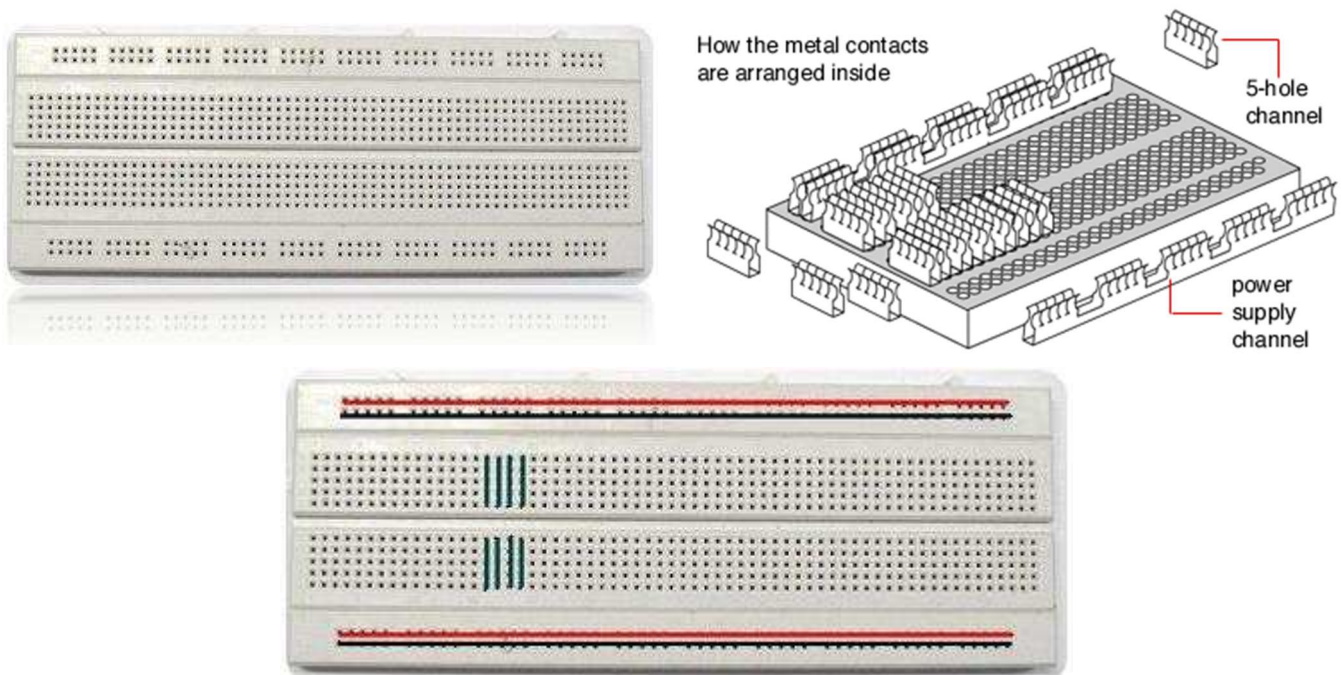 How the metal contacts
are arranged inside
5-hole
channel
power
supply
channel